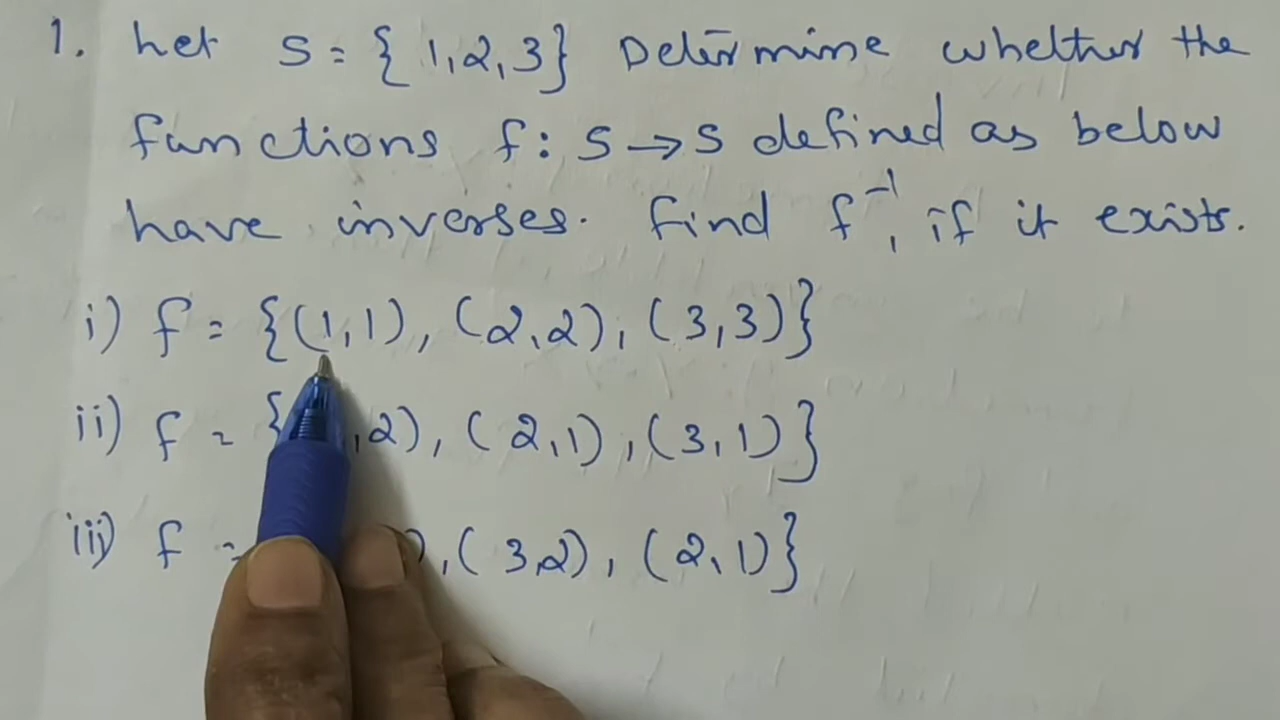 1. Let S = { 1,2,3} Determine whether the
functions f: S → S defined as below
have inverses. Find f⁻¹, if it exists.
i) f = {(1,1), (2,2), (3,3)}
ii) f = { ,2), (2,1), (3,1)}
iii) f = ), (3,2), (2,1)}